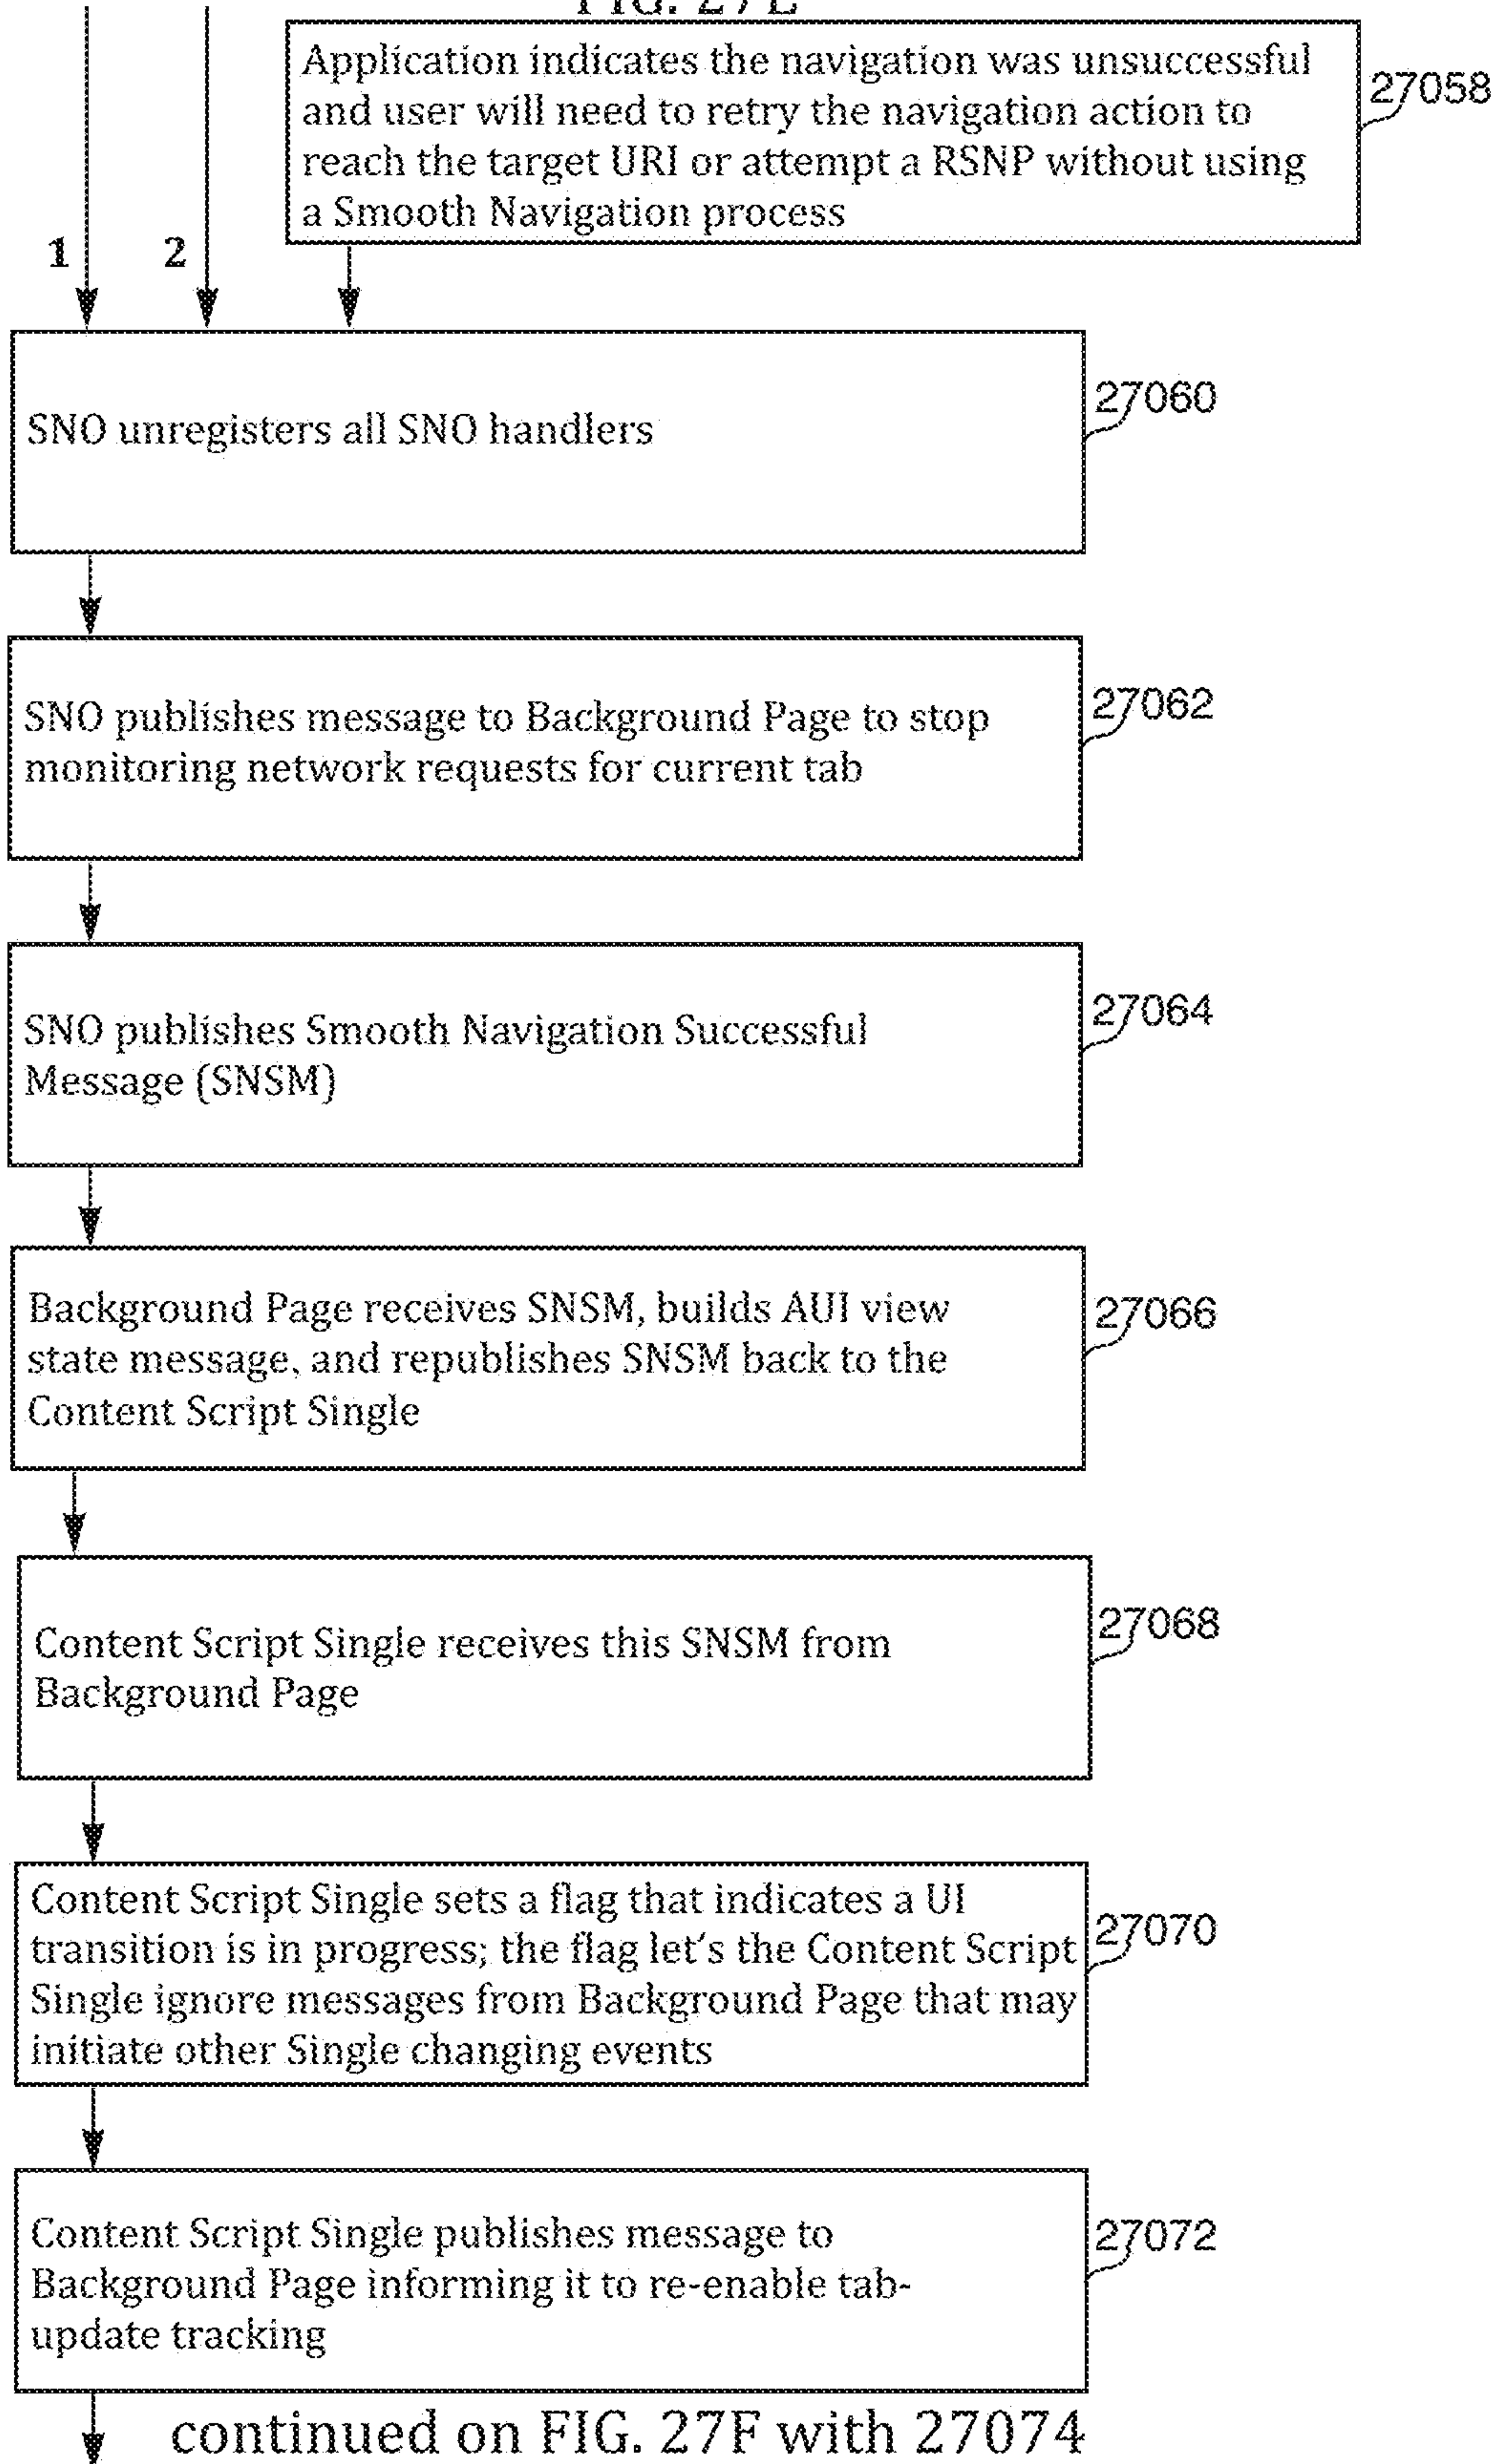 FIG. 27E
Application indicates the navigation was unsuccessful
and user will need to retry the navigation action to
reach the target URI or attempt a RSNP without using
a Smooth Navigation process
27058
1
2
SNO unregisters all SNO handlers
27060
SNO publishes message to Background Page to stop
monitoring network requests for current tab
27062
SNO publishes Smooth Navigation Successful
Message (SNSM)
27064
Background Page receives SNSM, builds AUI view
state message, and republishes SNSM back to the
Content Script Single
27066
Content Script Single receives this SNSM from
Background Page
27068
Content Script Single sets a flag that indicates a UI
transition is in progress; the flag let's the Content Script
Single ignore messages from Background Page that may
initiate other Single changing events
27070
Content Script Single publishes message to
Background Page informing it to re-enable tab-
update tracking
27072
continued on FIG. 27F with 27074